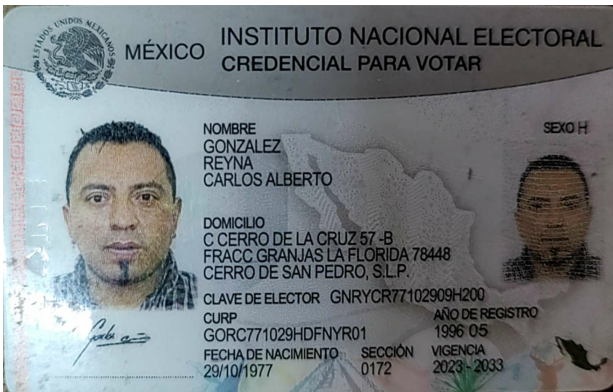 ESTADOS UNIDOS MEXICANOS
MÉXICO
INSTITUTO NACIONAL ELECTORAL
CREDENCIAL PARA VOTAR
NOMBRE
GONZALEZ
REYNA
CARLOS ALBERTO
SEXO H
DOMICILIO
C CERRO DE LA CRUZ 57 -B
FRACC GRANJAS LA FLORIDA 78448
CERRO DE SAN PEDRO, S.L.P.
CLAVE DE ELECTOR GNRYCR77102909H200
CURP
GORC771029HDFNYR01
AÑO DE REGISTRO
1996 05
FECHA DE NACIMIENTO
29/10/1977
SECCIÓN
0172
VIGENCIA
2023 - 2033